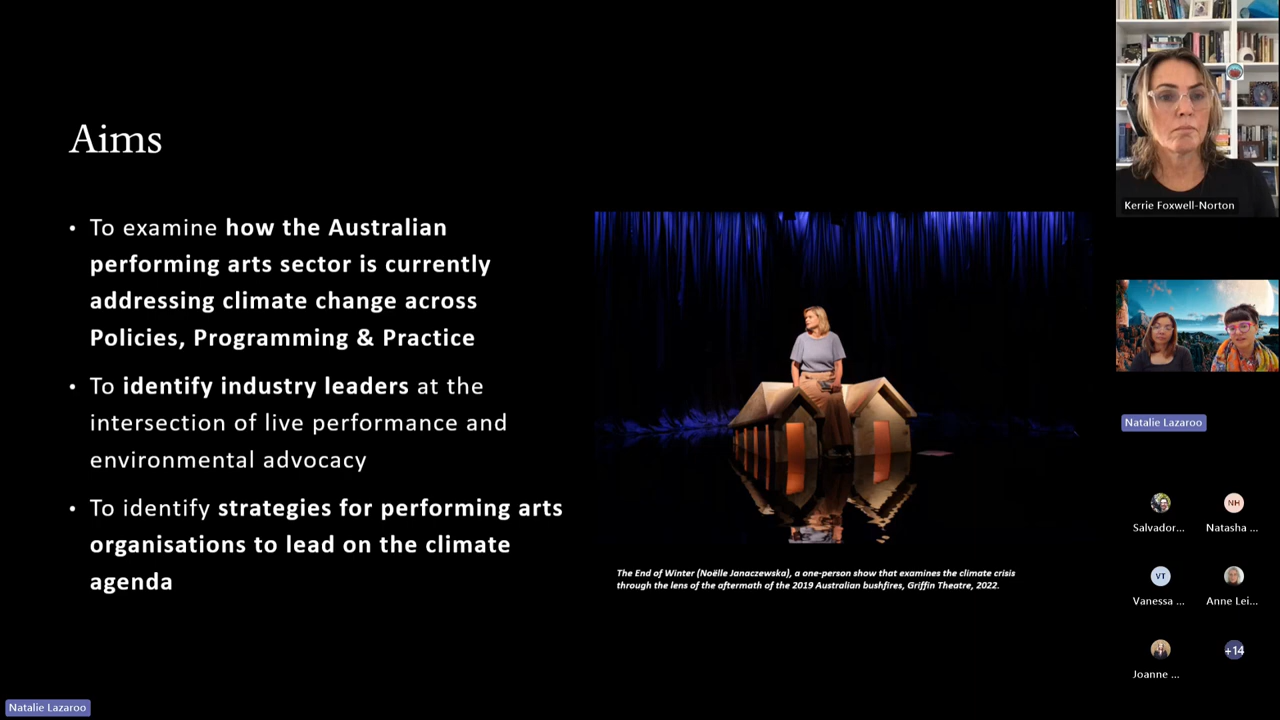 Aims
• To examine how the Australian
performing arts sector is currently
addressing climate change across
Policies, Programming & Practice
• To identify industry leaders at the
intersection of live performance and
environmental advocacy
• To identify strategies for performing arts
organisations to lead on the climate
agenda
The End of Winter (Noëlle Janaczewska), a one-person show that examines the climate crisis
through the lens of the aftermath of the 2019 Australian bushfires, Griffin Theatre, 2022.
Kerrie Foxwell-Norton
Natalie Lazaroo
NH
Salvador... Natasha ...
VT
Vanessa ... Anne Lei...
+14
Joanne ...
Natalie Lazaroo